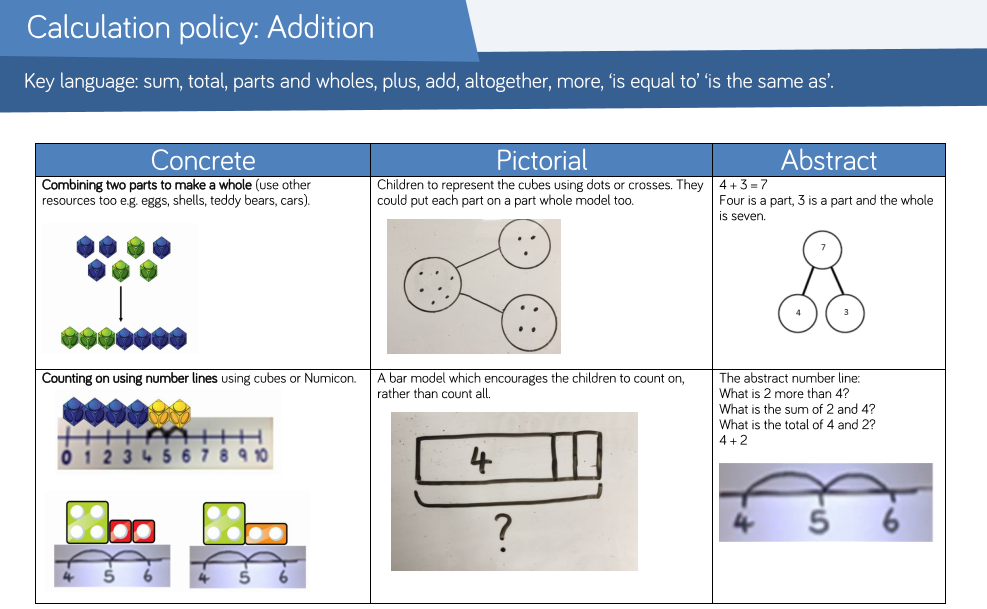 Calculation policy: Addition
Key language: sum, total, parts and wholes, plus, add, altogether, more, ‘is equal to’ ‘is the same as’.
Concrete
Pictorial
Abstract
Combining two parts to make a whole (use other
resources too e.g. eggs, shells, teddy bears, cars).
Children to represent the cubes using dots or crosses. They
could put each part on a part whole model too.
4 + 3 = 7
Four is a part, 3 is a part and the whole
is seven.
7
4 3
Counting on using number lines using cubes or Numicon.
0 1 2 3 4 5 6 7 8 9 10
4 5 6
4 5 6
A bar model which encourages the children to count on,
rather than count all.
4
?
The abstract number line:
What is 2 more than 4?
What is the sum of 2 and 4?
What is the total of 4 and 2?
4 + 2
4 5 6